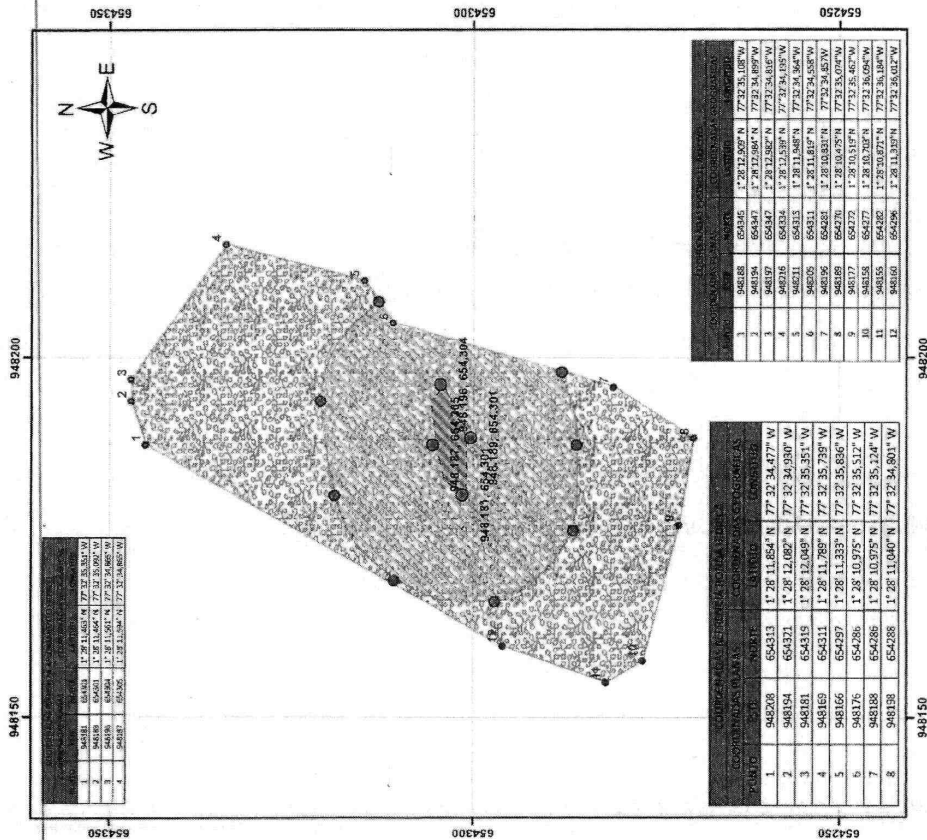 654350
654300
654250
948200
948150
N
E
S
W
1
2
3
4
5
6
7
8
9
10
11
12
948,187, 654,305
948,196, 654,304
948,181, 654,301
948,189, 654,301
1 948181 654301 1° 28' 11,463" N 77° 32' 35,351" W
2 948189 654301 1° 28' 11,464" N 77° 32' 35,092" W
3 948196 654304 1° 28' 11,561" N 77° 32' 34,865" W
4 948187 654305 1° 28' 11,594" N
COORDENADAS PLANAS COORDENADAS GEOGRAFICAS
PUNTO ESTE NORTE LATITUD LONGITUD
1 948208 654313 1° 28' 11,854" N 77° 32' 34,477" W
2 948194 654321 1° 28' 12,082" N 77° 32' 34,930" W
3 948181 654319 1° 28' 12,049" N 77° 32' 35,351" W
4 948169 654311 1° 28' 11,789" N 77° 32' 35,739" W
5 948166 654297 1° 28' 11,333" N 77° 32' 35,836" W
6 948176 654286 1° 28' 10,975" N 77° 32' 35,512" W
7 948188 654286 1° 28' 10,975" N 77° 32' 35,124" W
8 948198 654288 1° 28' 11,040" N 77° 32' 34,801" W
1 948188 654345 1° 28' 12,909" N 77° 32' 35,108" W
2 948194 654347 1° 28' 12,984" N 77° 32' 34,899" W
3 948197 654347 1° 28' 12,982" N 77° 32' 34,816" W
4 948216 654334 1° 28' 12,539" N 77° 32' 34,195" W
5 948211 654315 1° 28' 11,948" N 77° 32' 34,364" W
6 948205 654311 1° 28' 11,819" N 77° 32' 34,558" W
7 948196 654281 1° 28' 10,831" N 77° 32' 34,857" W
8 948189 654270 1° 28' 10,475" N 77° 32' 35,074" W
9 948177 654272 1° 28' 10,519" N 77° 32' 35,462" W
10 948158 654277 1° 28' 10,703" N 77° 32' 36,094" W
11 948155 654282 1° 28' 10,871" N 77° 32' 36,184" W
12 948160 654296 1° 28' 11,319" N 77° 32' 36,012" W
654350
654300
654250
948200
948150